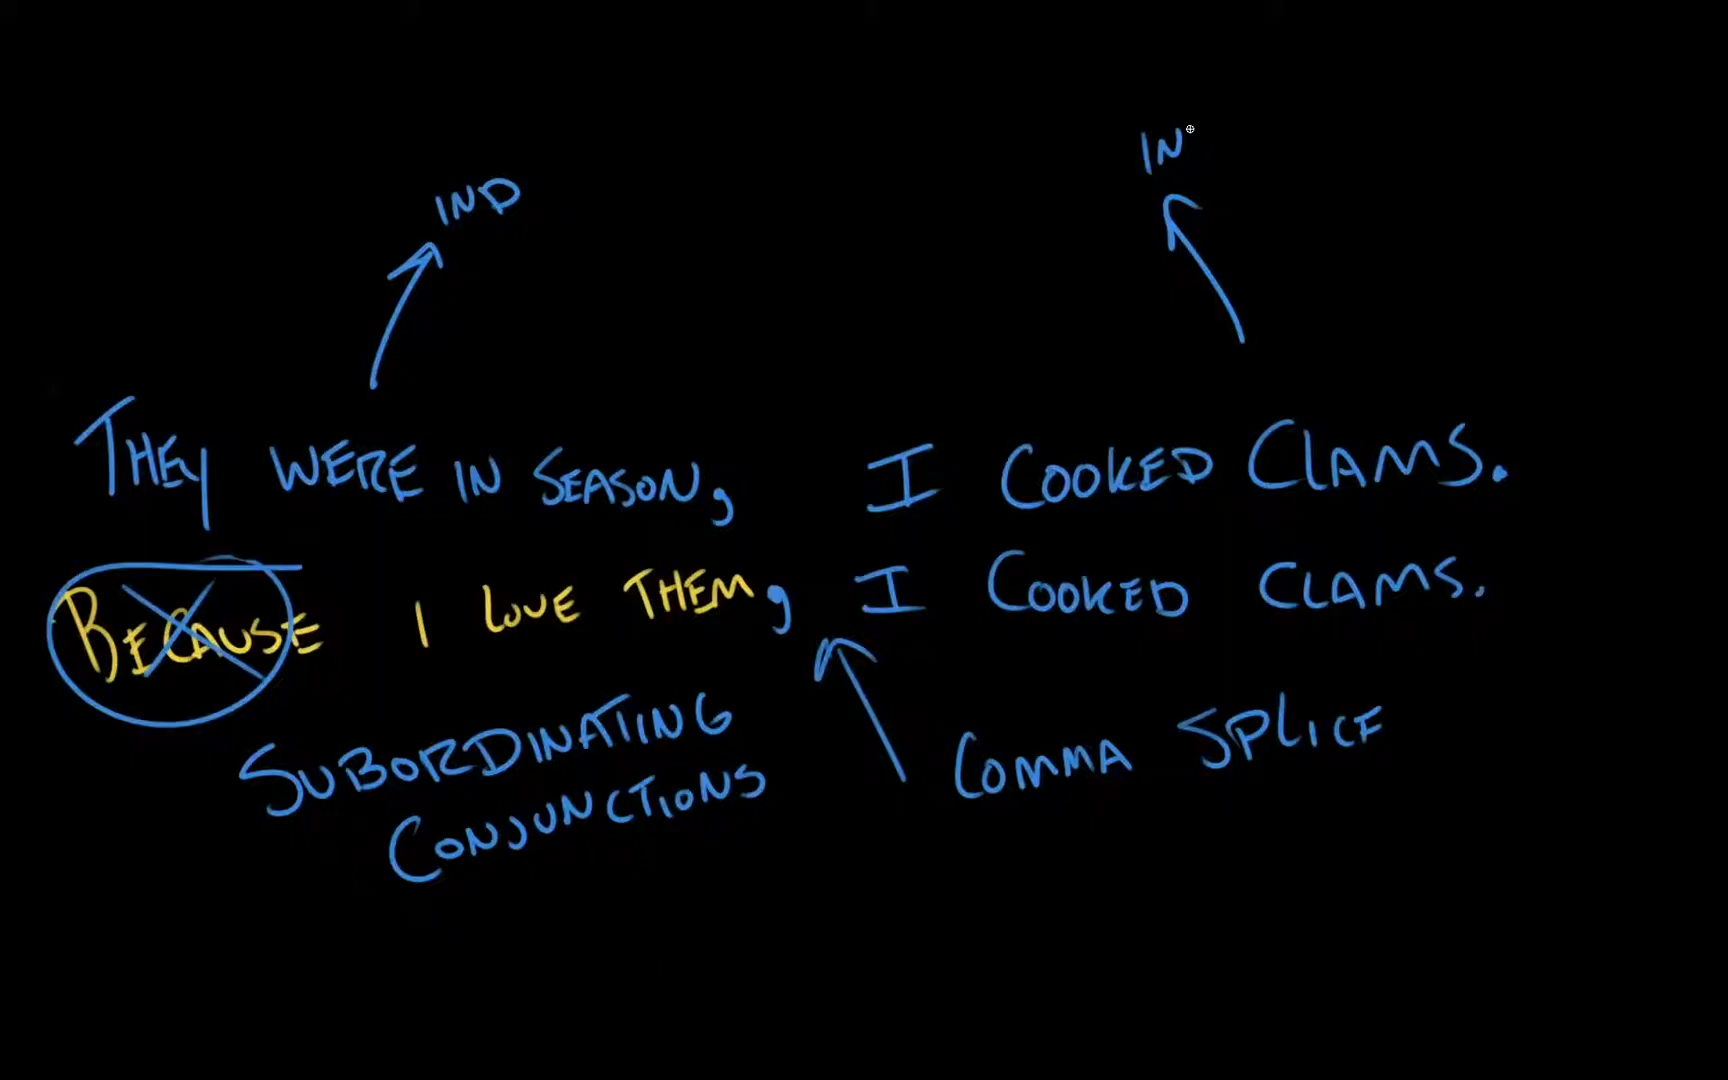 IND
IN
THEY WERE IN SEASON, I COOKED CLAMS.
BECAUSE I LOVE THEM, I COOKED CLAMS.
SUBORDINATING
CONJUNCTIONS
COMMA SPLICE